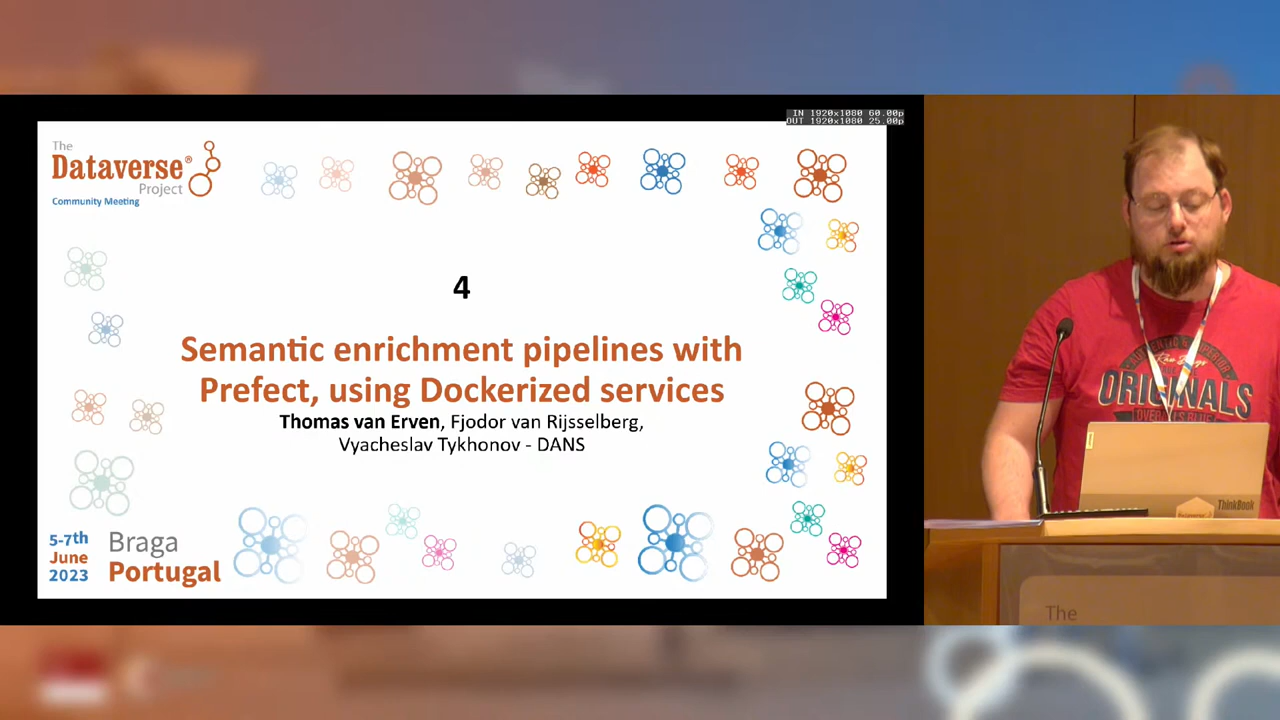 IN 1920x1080 60.00p
OUT 1920x1080 25.00p
The
Dataverse®
Project
Community Meeting
4
Semantic enrichment pipelines with
Prefect, using Dockerized services
Thomas van Erven, Fjodor van Rijsselberg,
Vyacheslav Tykhonov - DANS
5-7th
June
2023
Braga
Portugal
ORIGINALS
ThinkBook
The